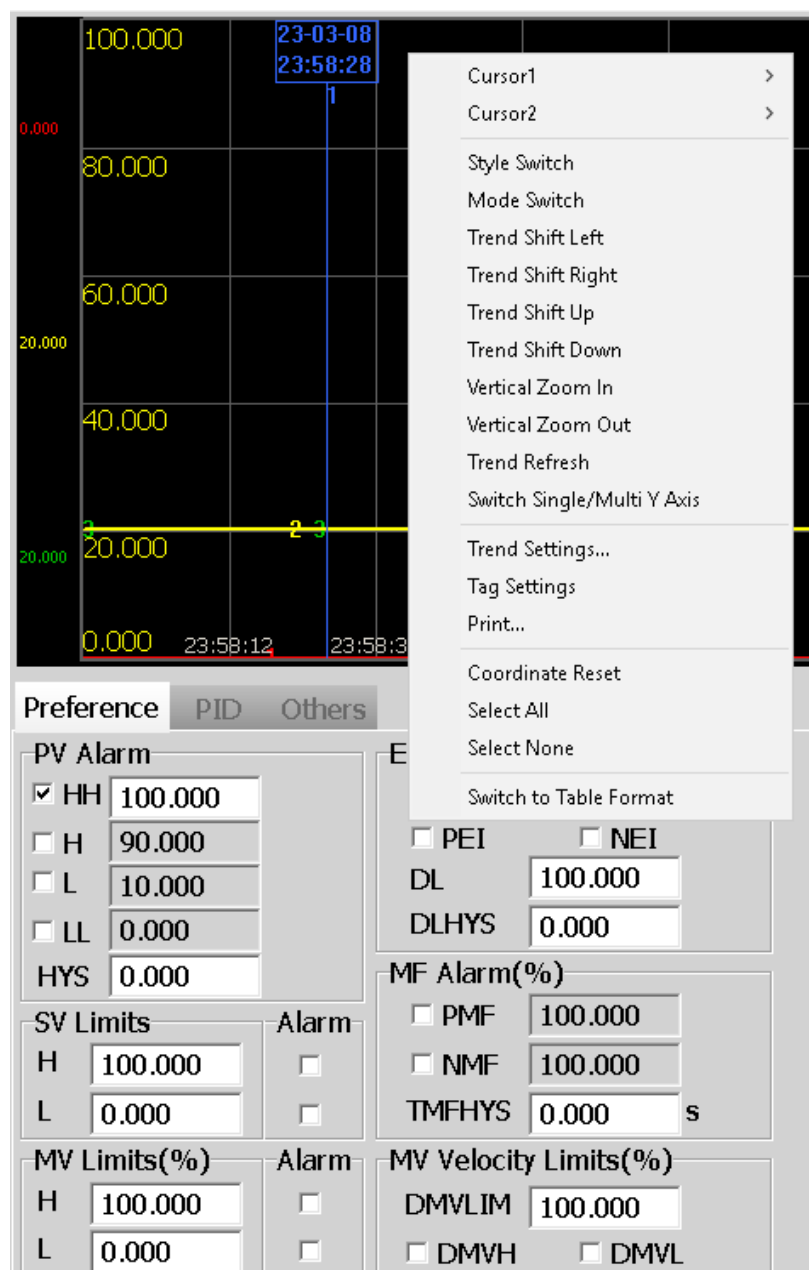 100.000
23-03-08
23:58:28
1
0.000
80.000
60.000
20.000
40.000
3
2
3
20.000
20.000
0.000
23:58:12
23:58:3
Cursor1
Cursor2
Style Switch
Mode Switch
Trend Shift Left
Trend Shift Right
Trend Shift Up
Trend Shift Down
Vertical Zoom In
Vertical Zoom Out
Trend Refresh
Switch Single/Multi Y Axis
Trend Settings...
Tag Settings
Print...
Coordinate Reset
Select All
Select None
Switch to Table Format
Preference PID Others
PV Alarm
HH 100.000
H 90.000
L 10.000
LL 0.000
HYS 0.000
E
PEI NEI
DL 100.000
DLHYS 0.000
SV Limits Alarm
H 100.000
L 0.000
MF Alarm(%)
PMF 100.000
NMF 100.000
TMFHYS 0.000 s
MV Limits(%) Alarm
H 100.000
L 0.000
MV Velocity Limits(%)
DMVLIM 100.000
DMVH DMVL